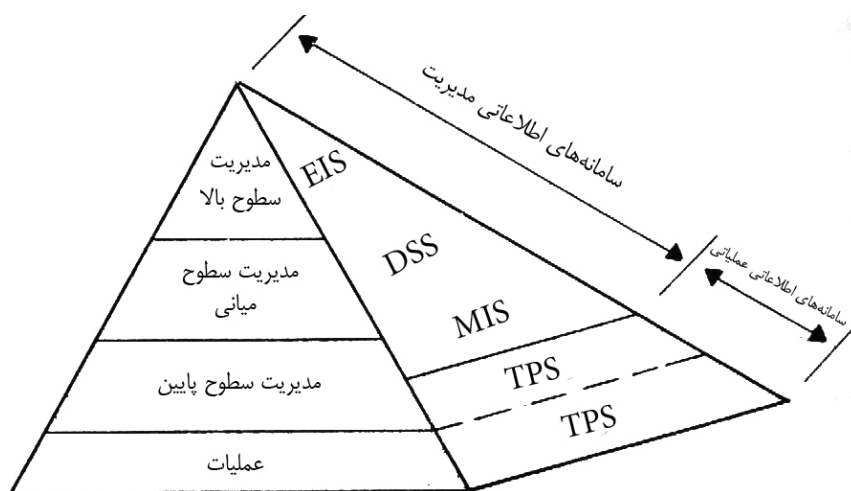 سامانه‌های اطلاعاتی مدیریت
سامانه‌های اطلاعاتی عملیاتی
مدیریت
سطوح بالا
مدیریت سطوح
میانی
مدیریت سطوح پایین
عملیات
EIS
DSS
MIS
TPS
TPS